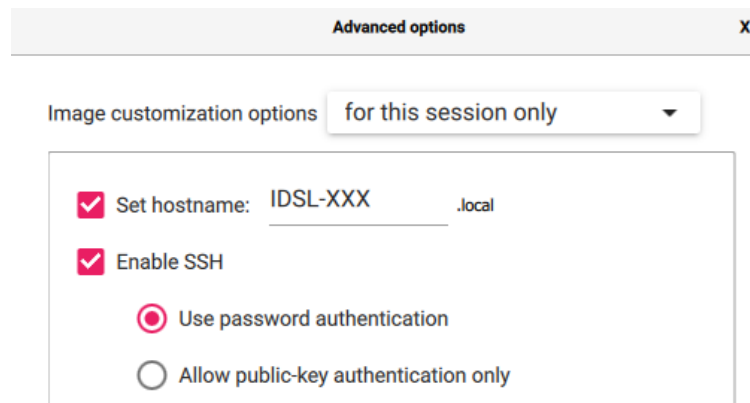 Advanced options X
Image customization options for this session only
Set hostname: IDSL-XXX .local
Enable SSH
Use password authentication
Allow public-key authentication only